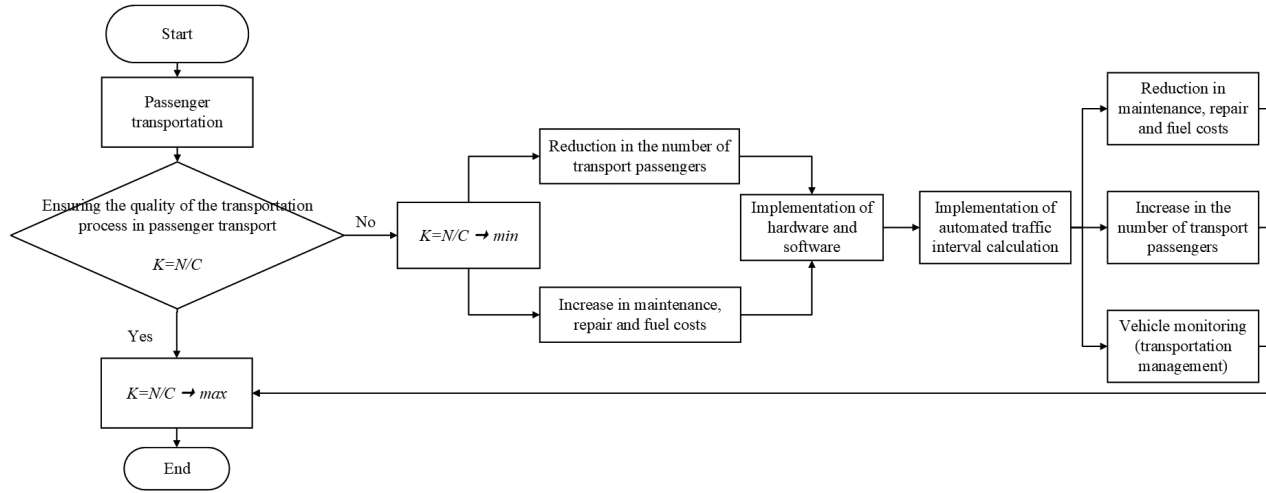 Start
Passenger
transportation
Ensuring the quality of the transportation
process in passenger transport
K=N/C
No
Yes
K=N/C → max
End
K=N/C → min
Reduction in the number of
transport passengers
Increase in maintenance,
repair and fuel costs
Implementation of
hardware and
software
Implementation of
automated traffic
interval calculation
Reduction in
maintenance, repair
and fuel costs
Increase in the
number of transport
passengers
Vehicle monitoring
(transportation
management)